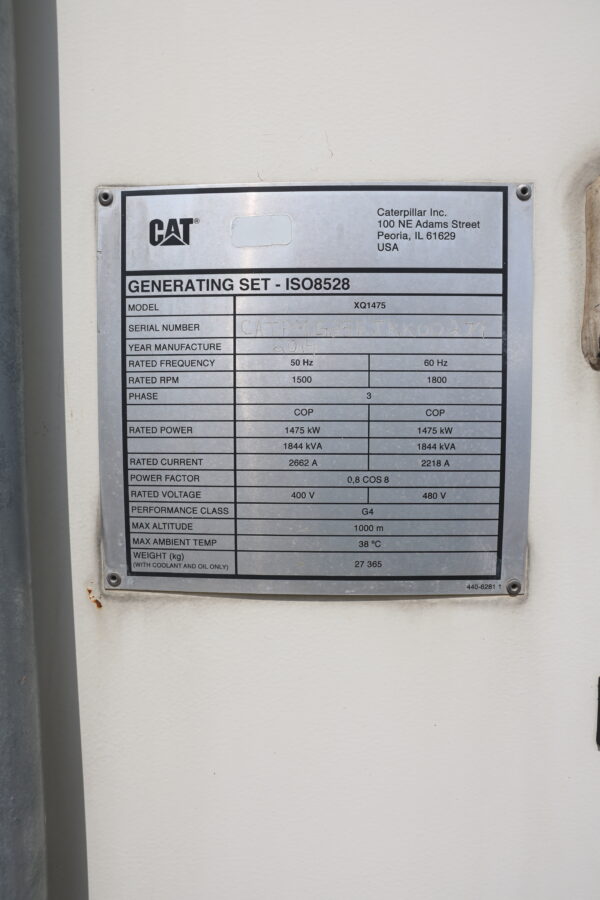 CAT®
Caterpillar Inc.
100 NE Adams Street
Peoria, IL 61629
USA
GENERATING SET - ISO8528
MODEL XQ1475
SERIAL NUMBER
YEAR MANUFACTURE
RATED FREQUENCY 50 Hz 60 Hz
RATED RPM 1500 1800
PHASE 3
COP COP
RATED POWER 1475 kW 1475 kW
1844 kVA 1844 kVA
RATED CURRENT 2662 A 2218 A
POWER FACTOR 0,8 COS 8
RATED VOLTAGE 400 V 480 V
PERFORMANCE CLASS G4
MAX ALTITUDE 1000 m
MAX AMBIENT TEMP 38 ºC
WEIGHT (kg) 27 365
(WITH COOLANT AND OIL ONLY)
440-6281 1